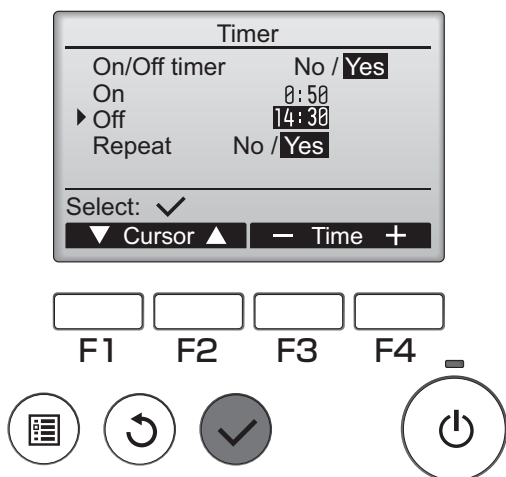 Timer
On/Off timer No / Yes
On 0:50
Off 14:30
Repeat No / Yes
Select:
Cursor − Time +
F1 F2 F3 F4